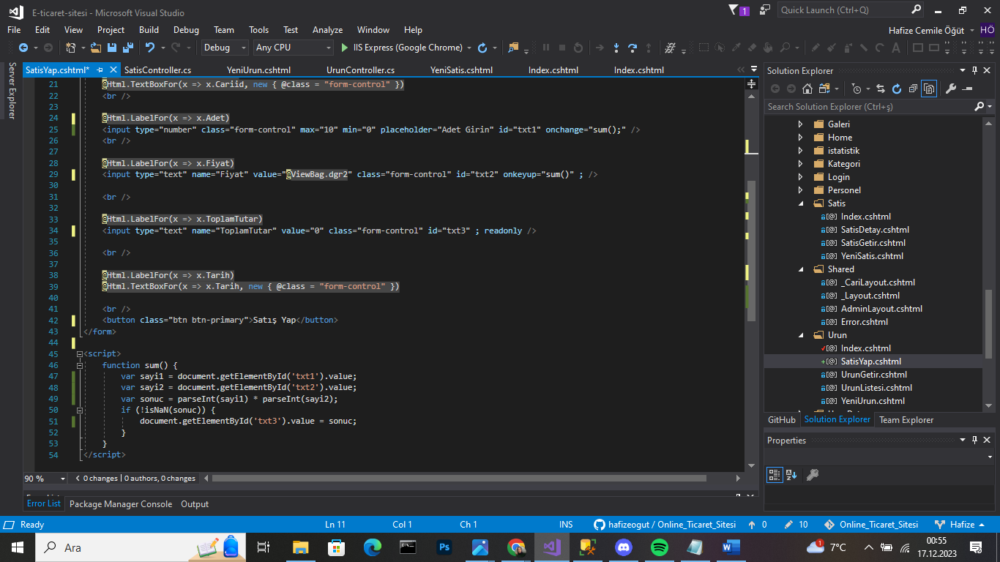 E-ticaret-sitesi - Microsoft Visual Studio
1
Quick Launch (Ctrl+Q)
File Edit View Project Build Debug Team Tools Test Analyze Window Help
Hafize Cemile Öğüt HÖ
Debug Any CPU IIS Express (Google Chrome)
Server Explorer
SatisYap.cshtml* SatisController.cs YeniUrun.cshtml UrunController.cs YeniSatis.cshtml Index.cshtml Index.cshtml
21 @Html.TextBoxFor(x => x.Cariid, new { @class = "form-control" })
22 <br />
23
24 @Html.LabelFor(x => x.Adet)
25 <input type="number" class="form-control" max="10" min="0" placeholder="Adet Girin" id="txt1" onchange="sum();" />
26 <br />
27
28 @Html.LabelFor(x => x.Fiyat)
29 <input type="text" name="Fiyat" value="@ViewBag.dgr2" class="form-control" id="txt2" onkeyup="sum()" ; />
30
31 <br />
32
33 @Html.LabelFor(x => x.ToplamTutar)
34 <input type="text" name="ToplamTutar" value="0" class="form-control" id="txt3" ; readonly />
35
36 <br />
37
38 @Html.LabelFor(x => x.Tarih)
39 @Html.TextBoxFor(x => x.Tarih, new { @class = "form-control" })
40
41 <br />
42 <button class="btn btn-primary">Satış Yap</button>
43 </form>
44
45 <script>
46 function sum() {
47 var sayi1 = document.getElementById('txt1').value;
48 var sayi2 = document.getElementById('txt2').value;
49 var sonuc = parseInt(sayi1) * parseInt(sayi2);
50 if (!isNaN(sonuc)) {
51 document.getElementById('txt3').value = sonuc;
52 }
53 }
54 </script>
90 % 0 changes | 0 authors, 0 changes
Error List Package Manager Console Output
Solution Explorer
Search Solution Explorer (Ctrl+ş)
Galeri
Home
istatistik
Kategori
Login
Personel
Satis
Index.cshtml
SatisDetay.cshtml
SatisGetir.cshtml
YeniSatis.cshtml
Shared
_CariLayout.cshtml
_Layout.cshtml
AdminLayout.cshtml
Error.cshtml
Urun
Index.cshtml
SatisYap.cshtml
UrunGetir.cshtml
UrunListesi.cshtml
YeniUrun.cshtml
GitHub Solution Explorer Team Explorer
Properties
Ready Ln 11 Col 1 Ch 1 INS hafizeogut / Online_Ticaret_Sitesi 0 10 Online_Ticaret_Sitesi Hafize
Ara
Ps
1
7°C
00:55
17.12.2023